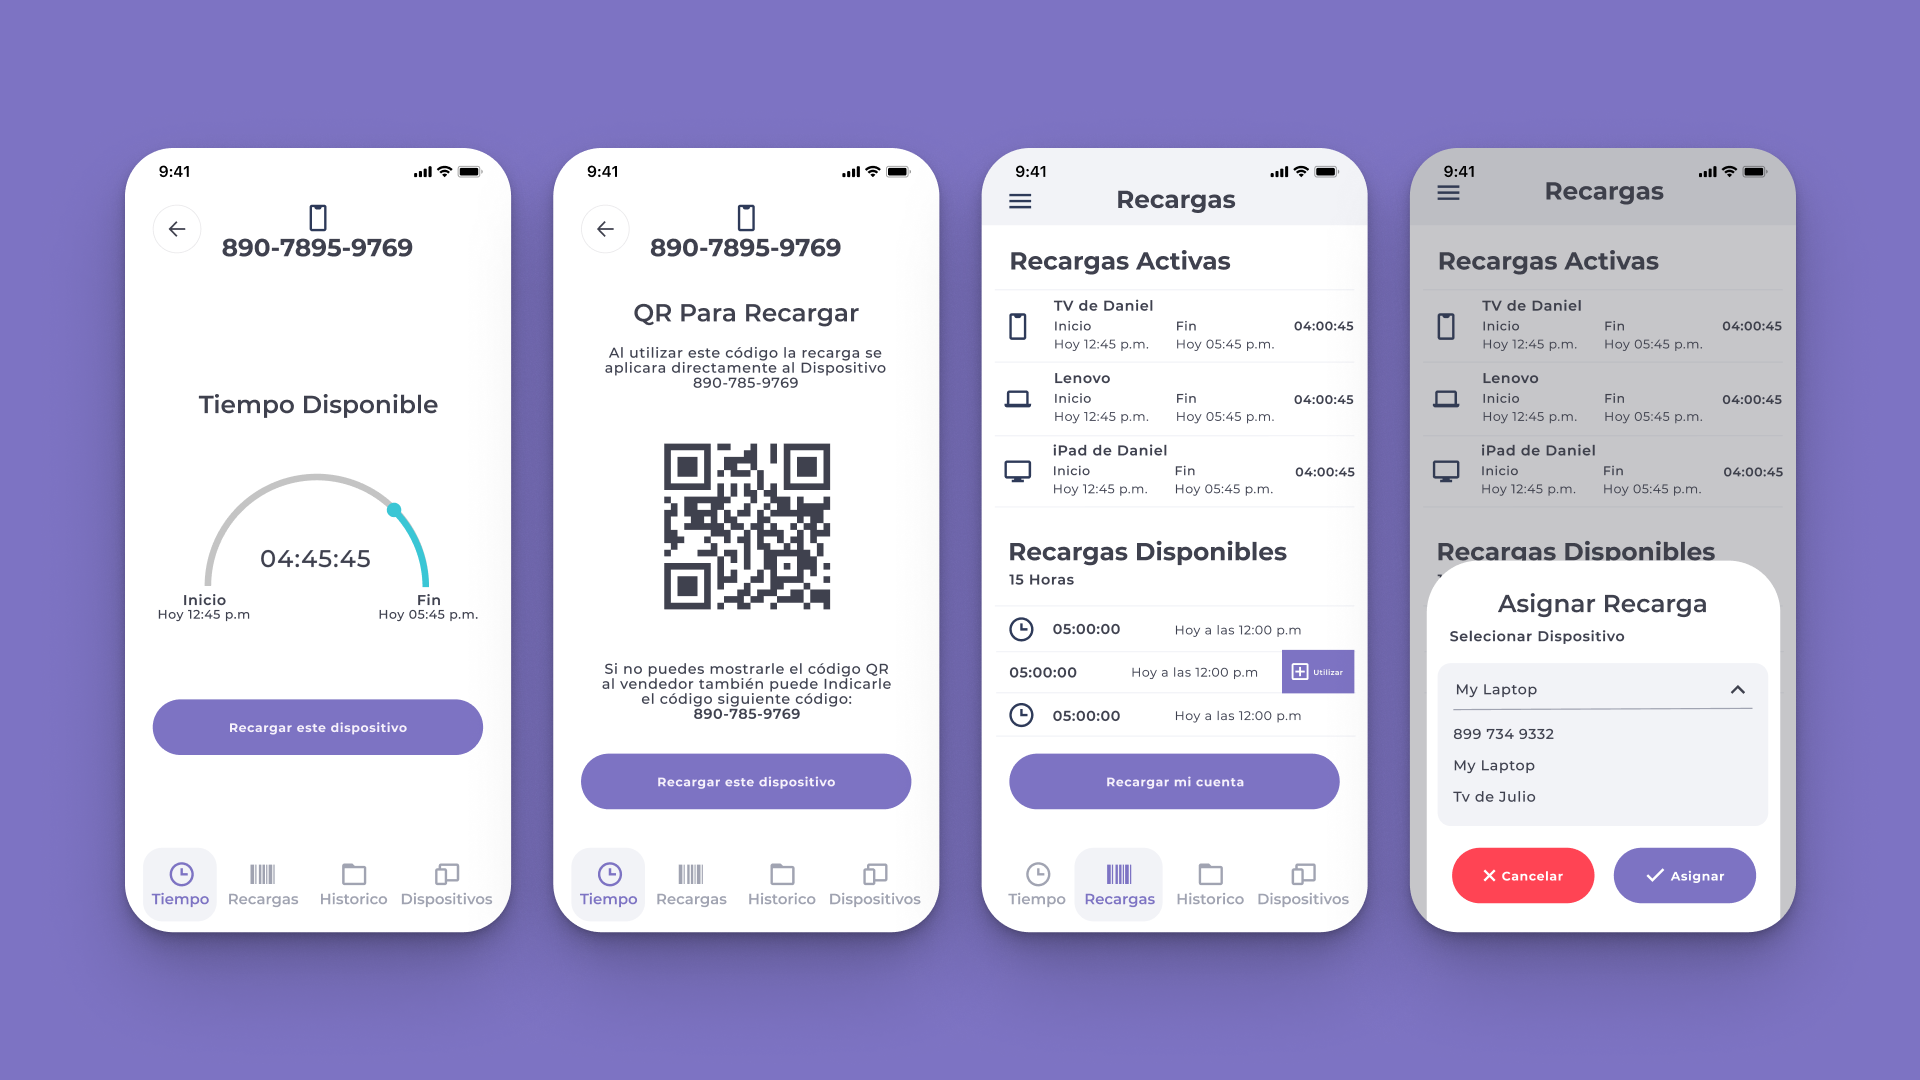 9:41
890-7895-9769
Tiempo Disponible
04:45:45
Inicio
Hoy 12:45 p.m
Fin
Hoy 05:45 p.m.
Recargar este dispositivo
Tiempo
Recargas
Historico
Dispositivos
9:41
890-7895-9769
QR Para Recargar
Al utilizar este código la recarga se
aplicara directamente al Dispositivo
890-785-9769
Si no puedes mostrarle el código QR
al vendedor también puede Indicarle
el código siguiente código:
890-785-9769
Recargar este dispositivo
Tiempo
Recargas
Historico
Dispositivos
9:41
Recargas
Recargas Activas
TV de Daniel
Inicio Fin 04:00:45
Hoy 12:45 p.m. Hoy 05:45 p.m.
Lenovo
Inicio Fin 04:00:45
Hoy 12:45 p.m. Hoy 05:45 p.m.
iPad de Daniel
Inicio Fin 04:00:45
Hoy 12:45 p.m. Hoy 05:45 p.m.
Recargas Disponibles
15 Horas
05:00:00 Hoy a las 12:00 p.m
05:00:00 Hoy a las 12:00 p.m Utilizar
05:00:00 Hoy a las 12:00 p.m
Recargar mi cuenta
Tiempo
Recargas
Historico
Dispositivos
9:41
Recargas
Recargas Activas
TV de Daniel
Inicio Fin 04:00:45
Hoy 12:45 p.m. Hoy 05:45 p.m.
Lenovo
Inicio Fin 04:00:45
Hoy 12:45 p.m. Hoy 05:45 p.m.
iPad de Daniel
Inicio Fin 04:00:45
Hoy 12:45 p.m. Hoy 05:45 p.m.
Recargas Disponibles
Asignar Recarga
Selecionar Dispositivo
My Laptop
899 734 9332
My Laptop
Tv de Julio
Cancelar
Asignar